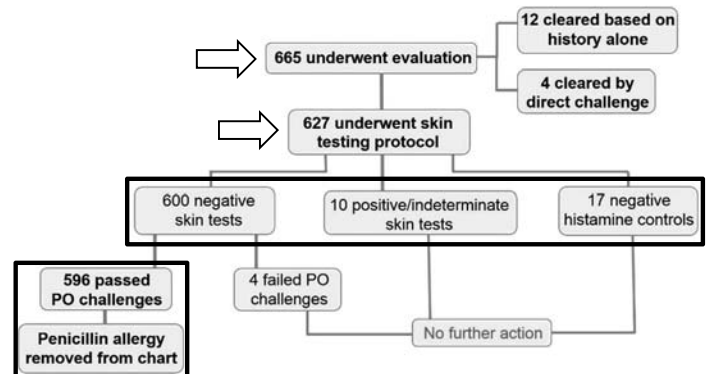 12 cleared based on
history alone
665 underwent evaluation
4 cleared by
direct challenge
627 underwent skin
testing protocol
600 negative
skin tests
10 positive/indeterminate
skin tests
17 negative
histamine controls
596 passed
PO challenges
4 failed PO
challenges
No further action
Penicillin allergy
removed from chart